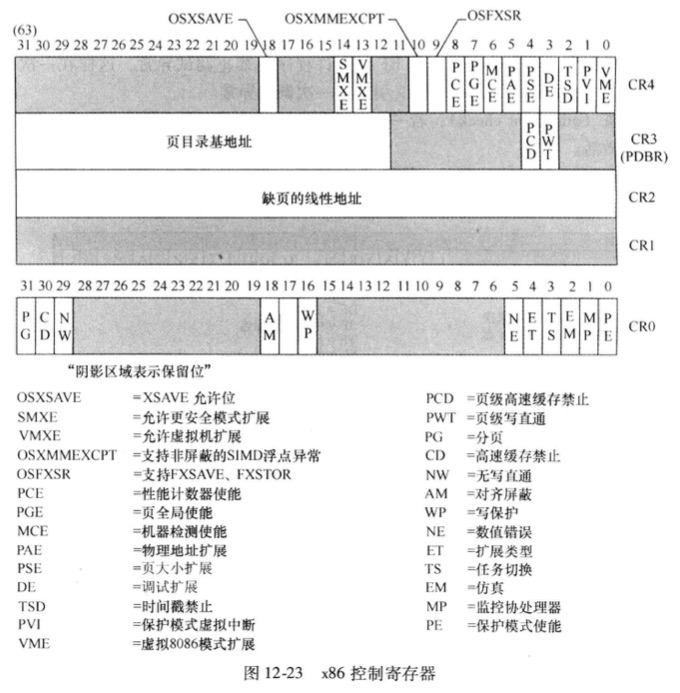 OSXSAVE OSXMMEXCPT OSFXSR
(63)
31 30 29 28 27 26 25 24 23 22 21 20 19 18 17 16 15 14 13 12 11 10 9 8 7 6 5 4 3 2 1 0
SMXE VMXE PCE PGE MCE PAE PSE DE TSD PVI VME CR4
页目录基地址 PCD PWT CR3
(PDBR)
缺页的线性地址 CR2
CR1
31 30 29 28 27 26 25 24 23 22 21 20 19 18 17 16 15 14 13 12 11 10 9 8 7 6 5 4 3 2 1 0
PG CD NW AM WP NE ET TS EM MP PE CR0
“阴影区域表示保留位”
OSXSAVE =XSAVE 允许位
SMXE =允许更安全模式扩展
VMXE =允许虚拟机扩展
OSXMMEXCPT =支持非屏蔽的SIMD浮点异常
OSFXSR =支持FXSAVE、FXSTOR
PCE =性能计数器使能
PGE =页全局使能
MCE =机器检测使能
PAE =物理地址扩展
PSE =页大小扩展
DE =调试扩展
TSD =时间戳禁止
PVI =保护模式虚拟中断
VME =虚拟8086模式扩展
PCD =页级高速缓存禁止
PWT =页级写直通
PG =分页
CD =高速缓存禁止
NW =无写直通
AM =对齐屏蔽
WP =写保护
NE =数值错误
ET =扩展类型
TS =任务切换
EM =仿真
MP =监控协处理器
PE =保护模式使能
图 12-23 x86 控制寄存器